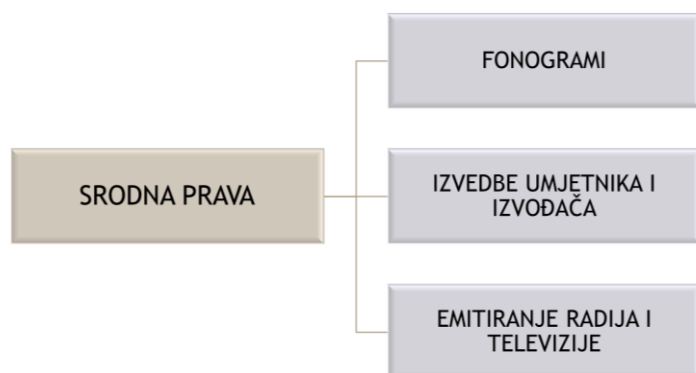 SRODNA PRAVA
FONOGRAMI
IZVEDBE UMJETNIKA I
IZVOĐAČA
EMITIRANJE RADIJA I
TELEVIZIJE